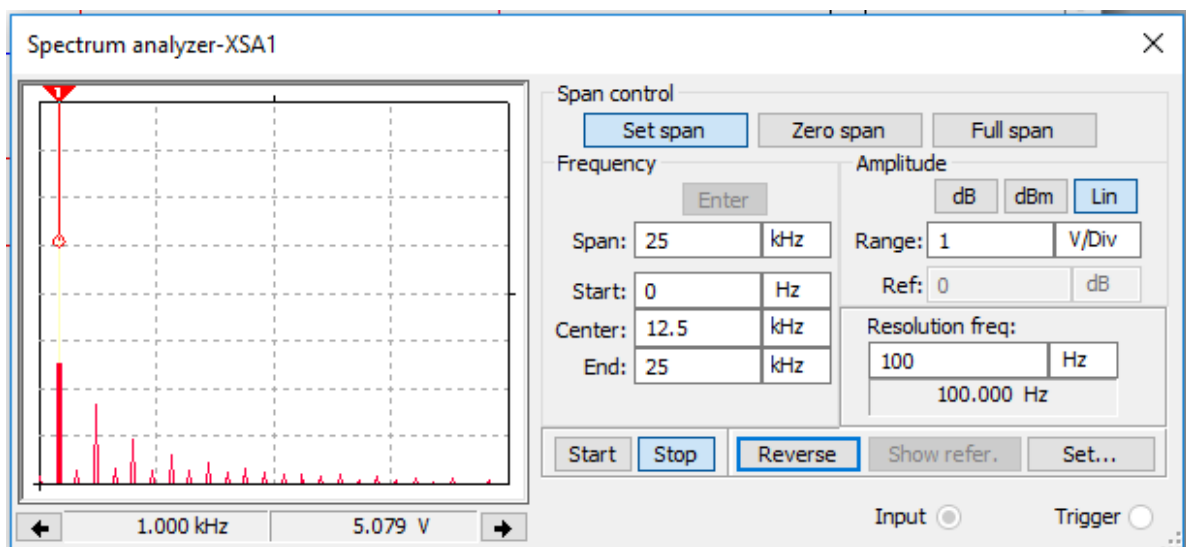 Spectrum analyzer-XSA1
1
Span control
Set span Zero span Full span
Frequency
Enter
Span: 25 kHz
Start: 0 Hz
Center: 12.5 kHz
End: 25 kHz
Amplitude
dB dBm Lin
Range: 1 V/Div
Ref: 0 dB
Resolution freq:
100 Hz
100.000 Hz
Start Stop Reverse Show refer. Set...
1.000 kHz 5.079 V
Input Trigger